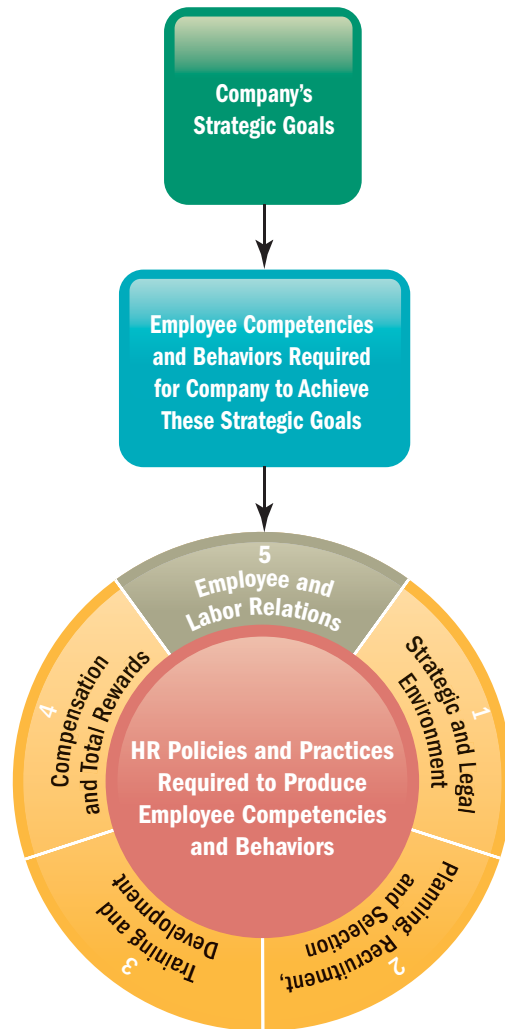 Company's
Strategic Goals
Employee Competencies
and Behaviors Required
for Company to Achieve
These Strategic Goals
5
Employee and
Labor Relations
1
Strategic and Legal
Environment
2
Planning, Recruitment,
and Selection
3
Training and
Development
4
Compensation
and Total Rewards
HR Policies and Practices
Required to Produce
Employee Competencies
and Behaviors